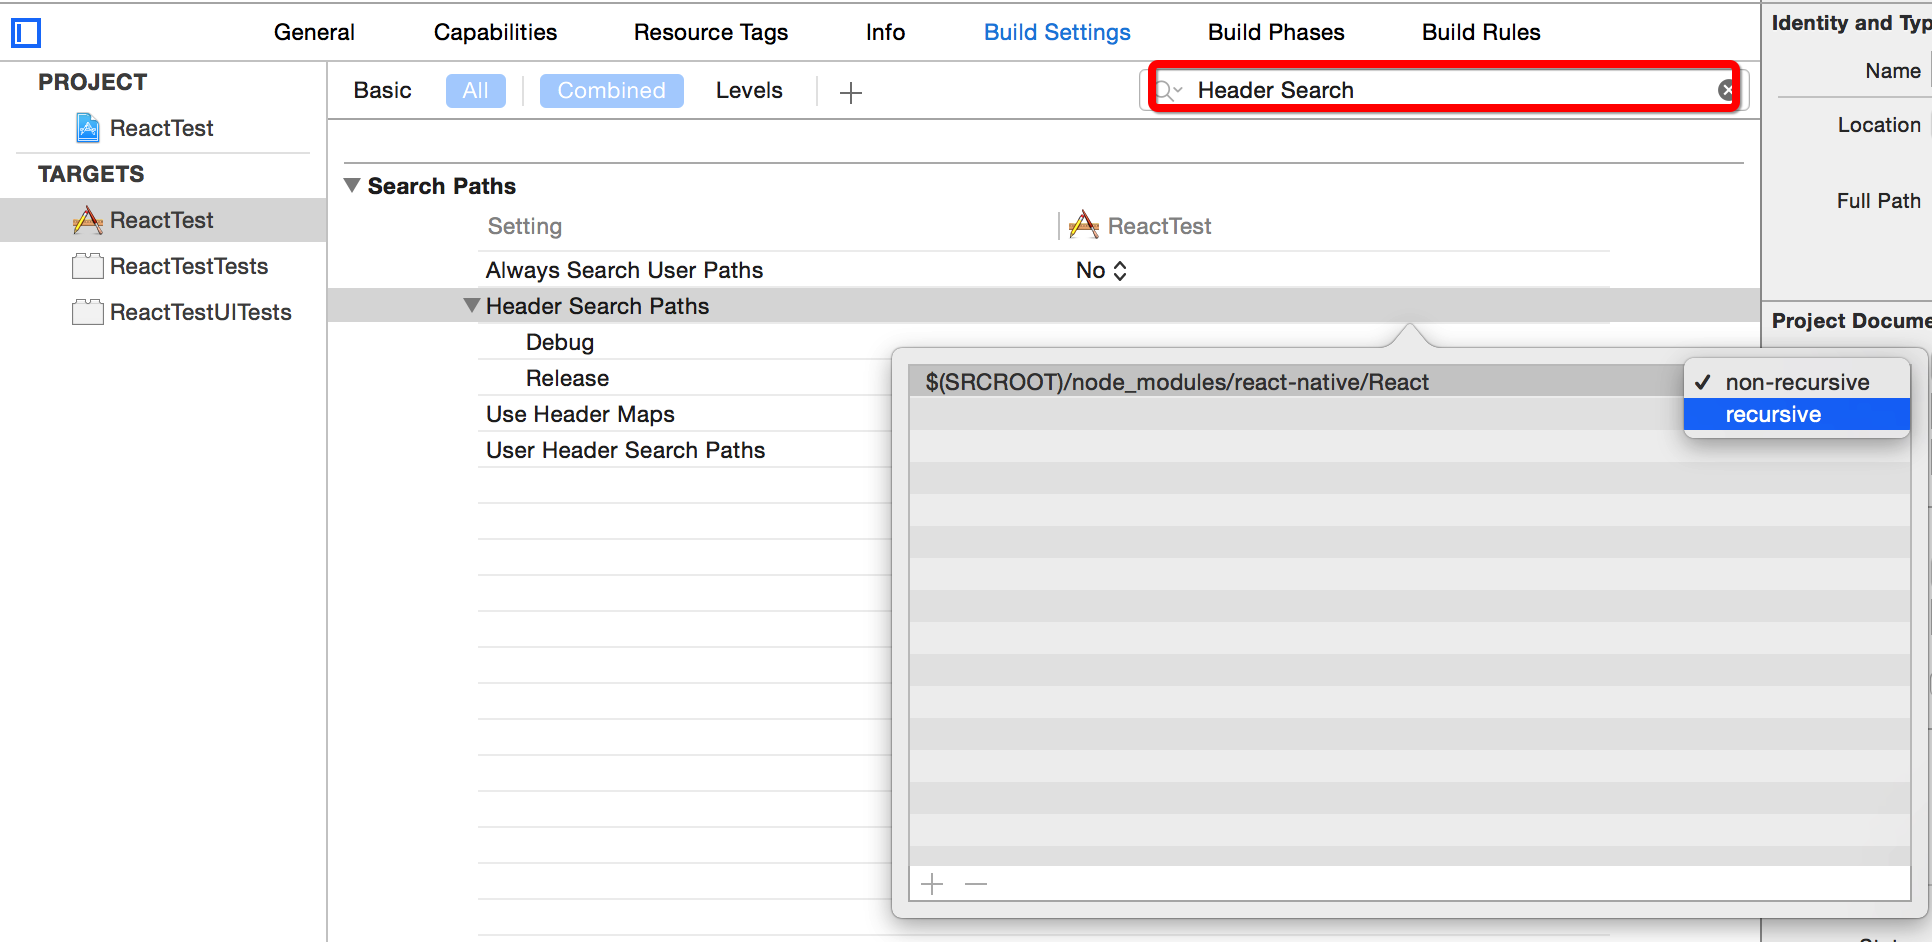 General Capabilities Resource Tags Info Build Settings Build Phases Build Rules
Basic All Combined Levels
Header Search
PROJECT
ReactTest
TARGETS
ReactTest
ReactTestTests
ReactTestUITests
Search Paths
Setting ReactTest
Always Search User Paths No
Header Search Paths
Debug
Release
Use Header Maps
User Header Search Paths
$(SRCROOT)/node_modules/react-native/React
non-recursive
recursive
Identity and Typ
Name
Location
Full Path
Project Docume